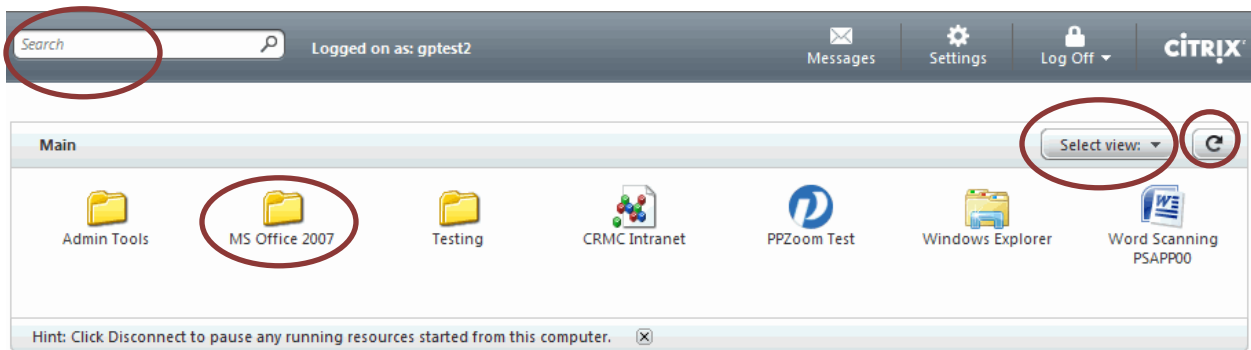 Search
Logged on as: gptest2
Messages
Settings
Log Off
CITRIX
Main
Select view:
Admin Tools
MS Office 2007
Testing
CRMC Intranet
PPZoom Test
Windows Explorer
Word Scanning
PSAPP00
Hint: Click Disconnect to pause any running resources started from this computer.